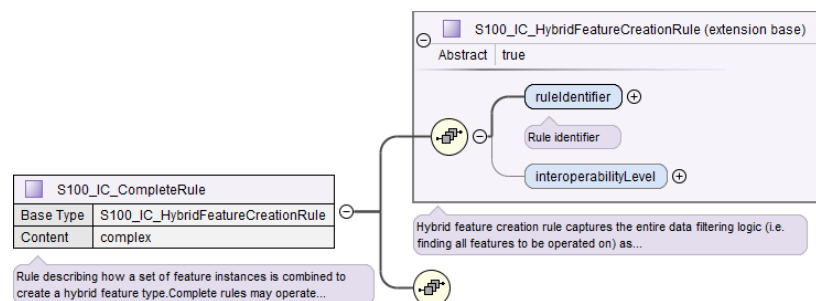 S100_IC_HybridFeatureCreationRule (extension base)
Abstract true
ruleIdentifier
Rule identifier
interoperabilityLevel
Hybrid feature creation rule captures the entire data filtering logic (i.e.
finding all features to be operated on) as...
S100_IC_CompleteRule
Base Type S100_IC_HybridFeatureCreationRule
Content complex
Rule describing how a set of feature instances is combined to
create a hybrid feature type.Complete rules may operate...